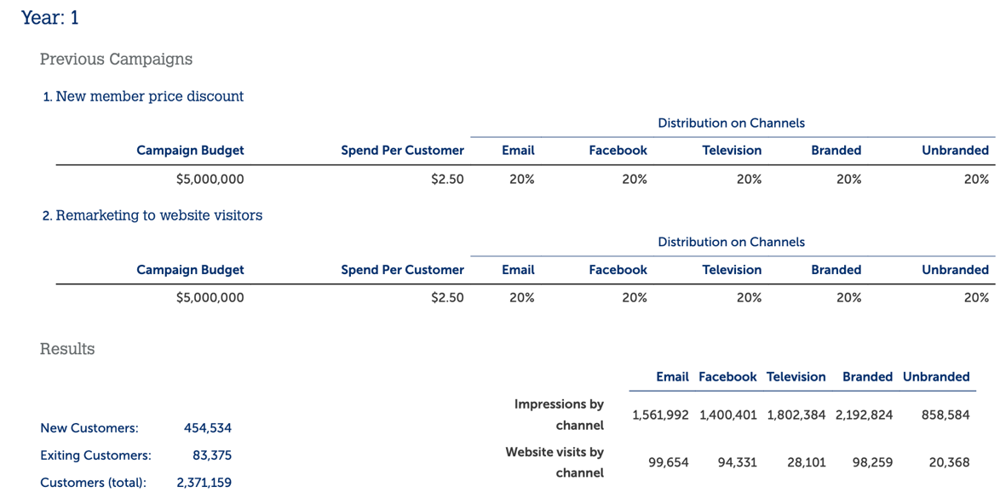 Year: 1
Previous Campaigns
1. New member price discount
Distribution on Channels
Campaign Budget Spend Per Customer Email Facebook Television Branded Unbranded
$5,000,000 $2.50 20% 20% 20% 20% 20%
2. Remarketing to website visitors
Distribution on Channels
Campaign Budget Spend Per Customer Email Facebook Television Branded Unbranded
$5,000,000 $2.50 20% 20% 20% 20% 20%
Results
New Customers: 454,534
Exiting Customers: 83,375
Customers (total): 2,371,159
Email Facebook Television Branded Unbranded
Impressions by
channel
1,561,992 1,400,401 1,802,384 2,192,824 858,584
Website visits by
channel
99,654 94,331 28,101 98,259 20,368